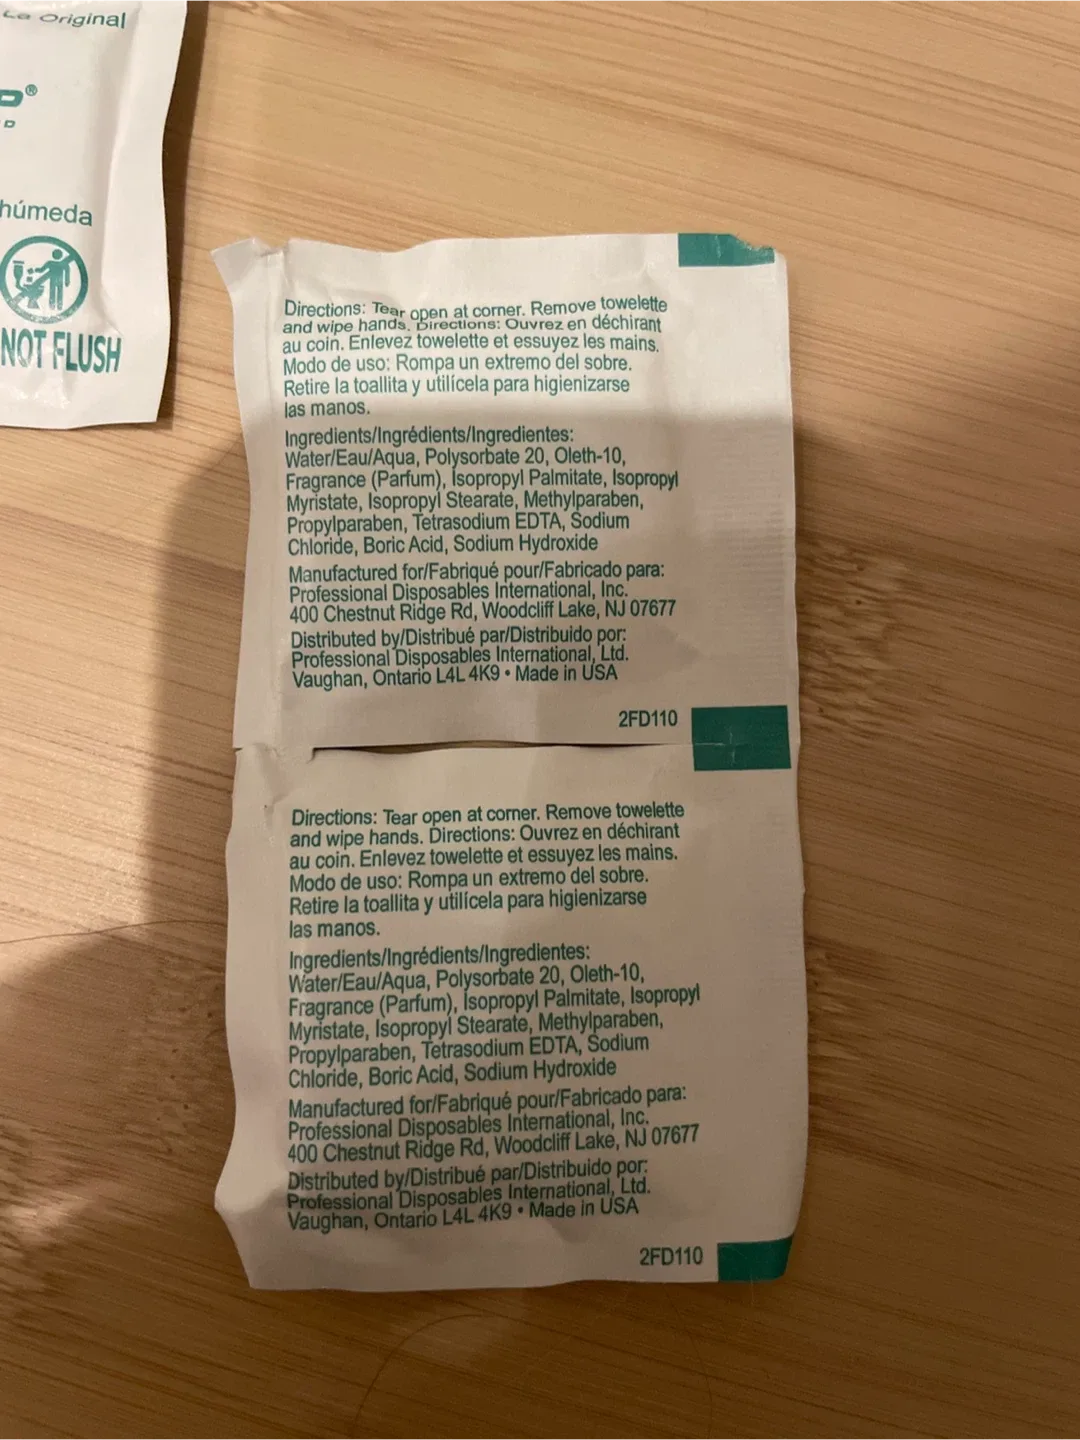 La Original
P®
D
húmeda
NOT FLUSH
Directions: Tear open at corner. Remove towelette
and wipe hands. Directions: Ouvrez en déchirant
au coin. Enlevez towelette et essuyez les mains.
Modo de uso: Rompa un extremo del sobre.
Retire la toallita y utilícela para higienizarse
las manos.
Ingredients/Ingrédients/Ingredientes:
Water/Eau/Aqua, Polysorbate 20, Oleth-10,
Fragrance (Parfum), Isopropyl Palmitate, Isopropyl
Myristate, Isopropyl Stearate, Methylparaben,
Propylparaben, Tetrasodium EDTA, Sodium
Chloride, Boric Acid, Sodium Hydroxide
Manufactured for/Fabriqué pour/Fabricado para:
Professional Disposables International, Inc.
400 Chestnut Ridge Rd, Woodcliff Lake, NJ 07677
Distributed by/Distribué par/Distribuido por:
Professional Disposables International, Ltd.
Vaughan, Ontario L4L 4K9 • Made in USA
2FD110
Directions: Tear open at corner. Remove towelette
and wipe hands. Directions: Ouvrez en déchirant
au coin. Enlevez towelette et essuyez les mains.
Modo de uso: Rompa un extremo del sobre.
Retire la toallita y utilícela para higienizarse
las manos.
Ingredients/Ingrédients/Ingredientes:
Water/Eau/Aqua, Polysorbate 20, Oleth-10,
Fragrance (Parfum), Isopropyl Palmitate, Isopropyl
Myristate, Isopropyl Stearate, Methylparaben,
Propylparaben, Tetrasodium EDTA, Sodium
Chloride, Boric Acid, Sodium Hydroxide
Manufactured for/Fabriqué pour/Fabricado para:
Professional Disposables International, Inc.
400 Chestnut Ridge Rd, Woodcliff Lake, NJ 07677
Distributed by/Distribué par/Distribuido por:
Professional Disposables International, Ltd.
Vaughan, Ontario L4L 4K9 • Made in USA
2FD110